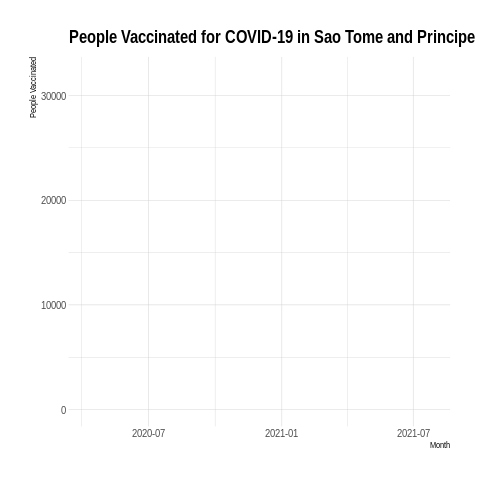 People Vaccinated for COVID-19 in Sao Tome and Principe
People Vaccinated
30000
20000
10000
0
2020-07 2021-01 2021-07
Month